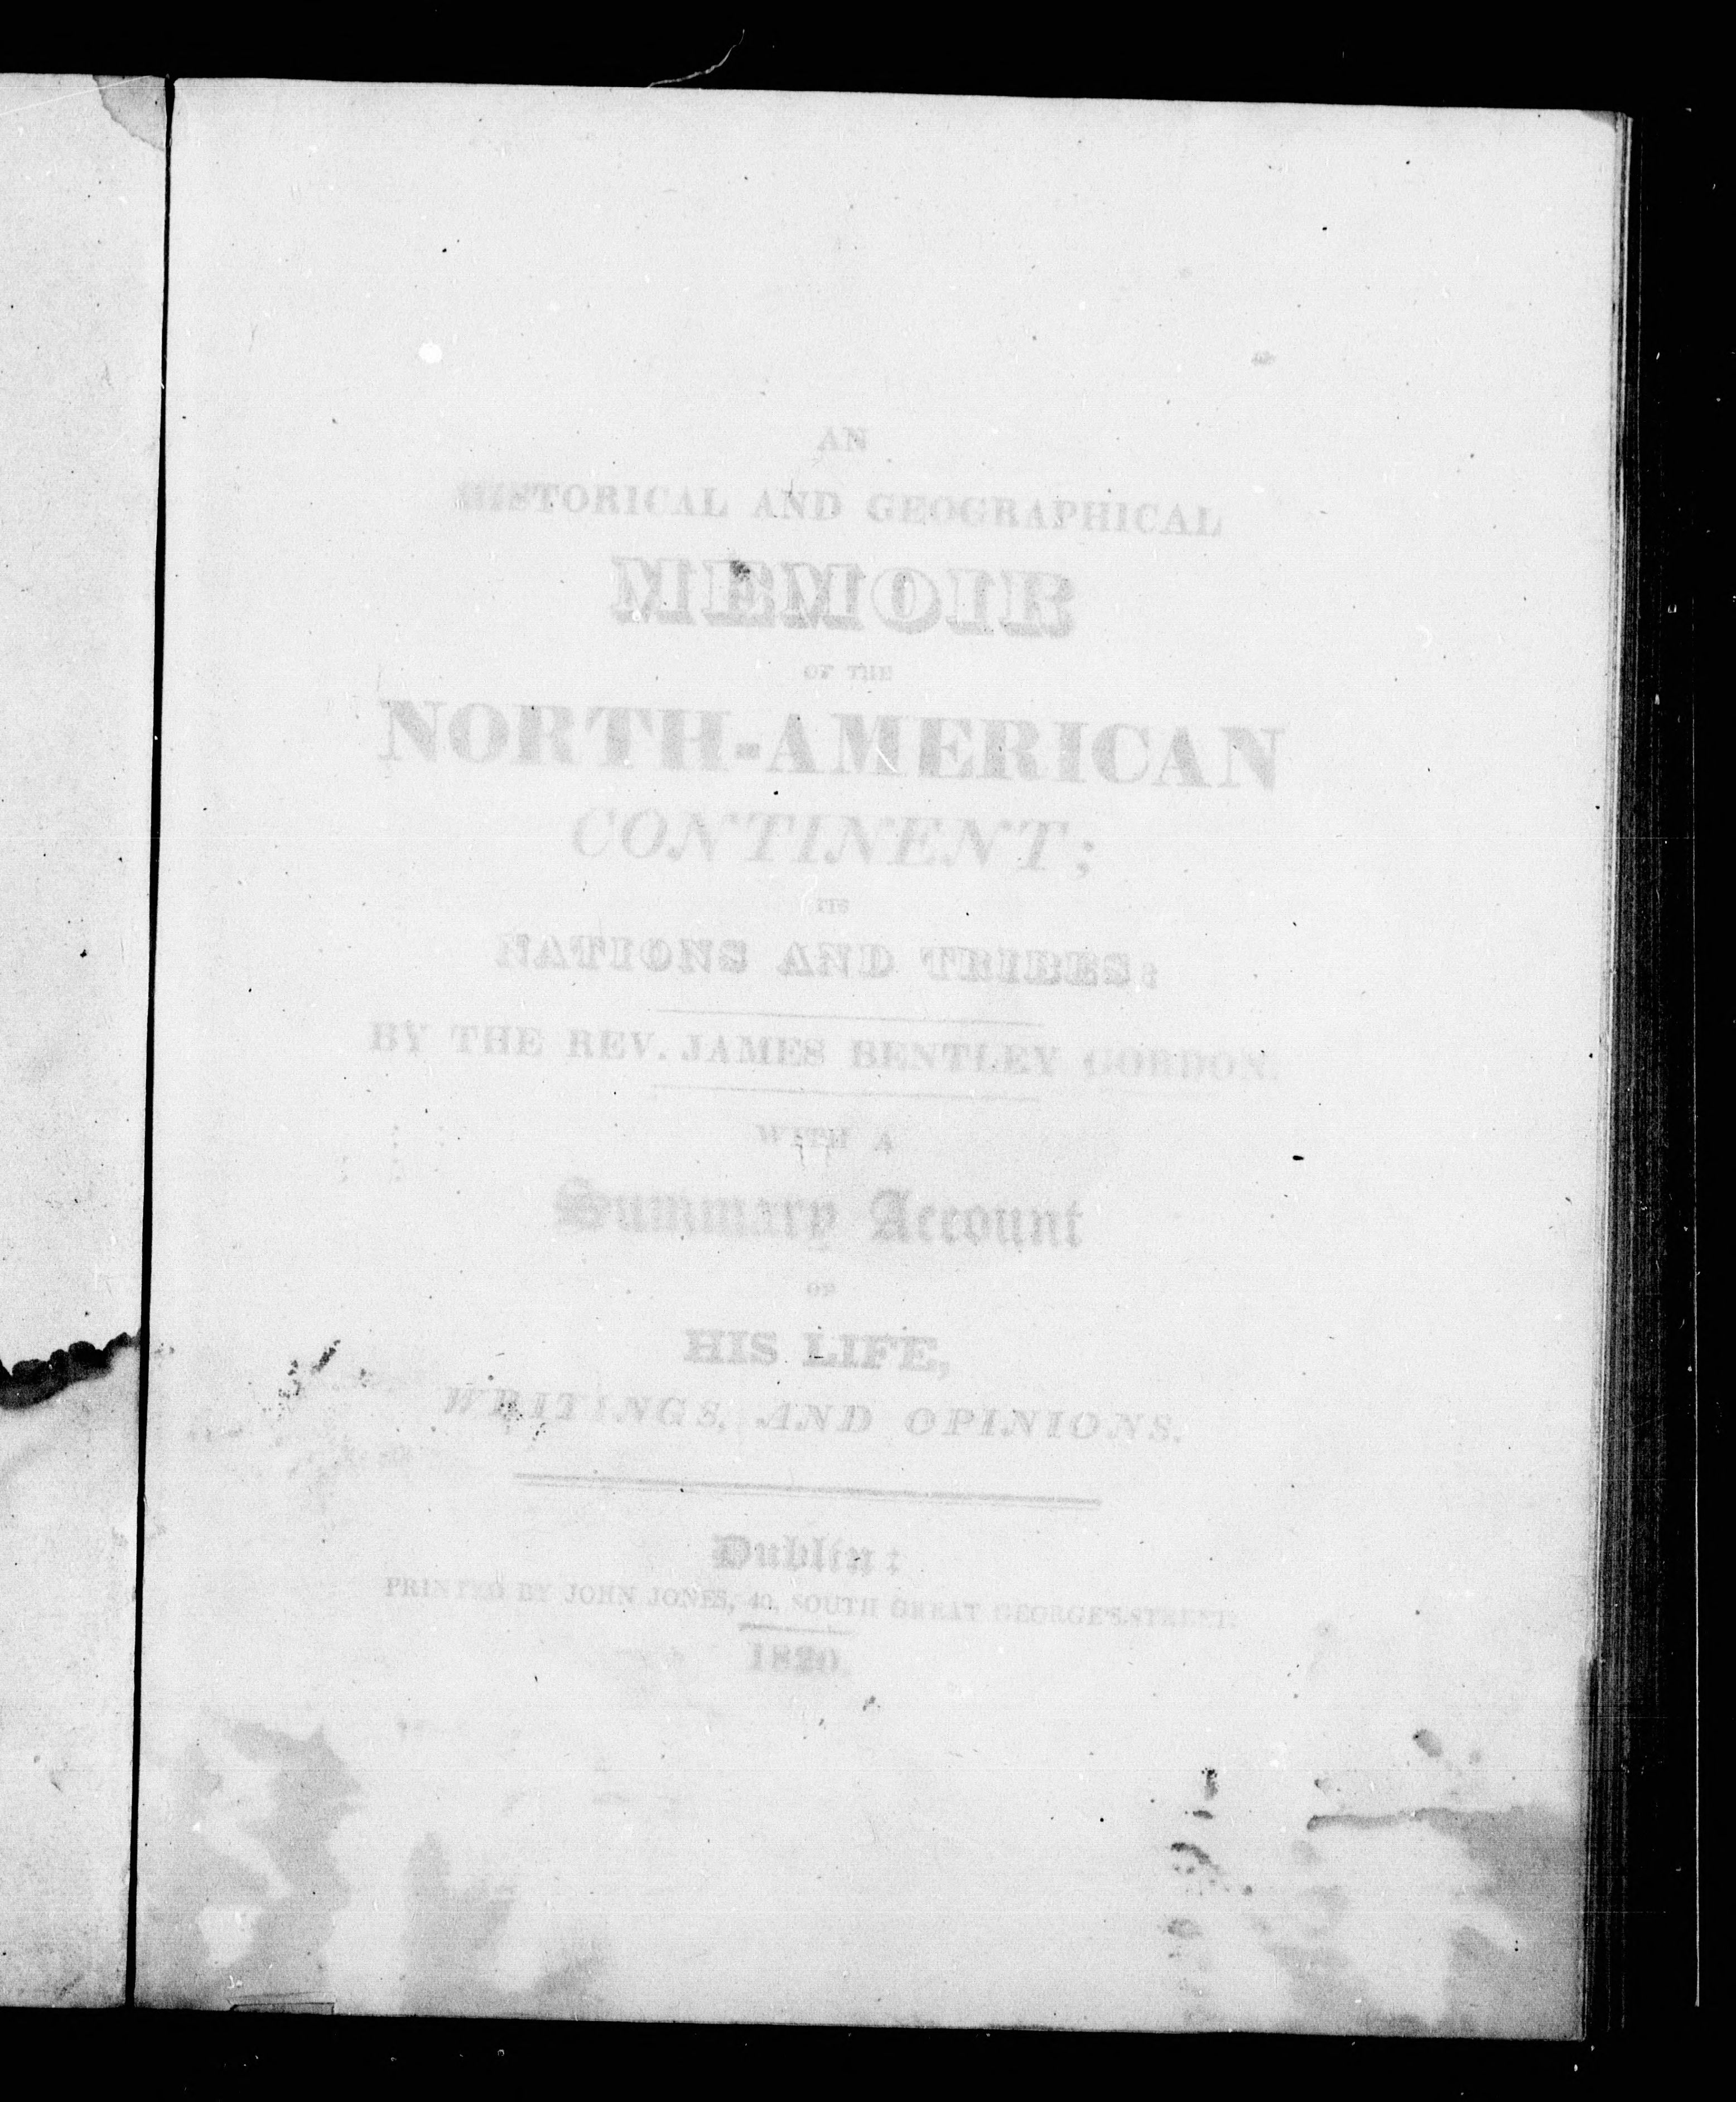 AN
HISTORICAL AND GEOGRAPHICAL
MEMOIR
OF THE
NORTH-AMERICAN
CONTINENT;
ITS
NATIONS AND TRIBES:
BY THE REV. JAMES BENTLEY GORDON.
WITH A
Summary Account
OF
HIS LIFE,
WRITINGS, AND OPINIONS.
Dublin:
PRINTED BY JOHN JONES, 40, SOUTH GREAT GEORGE'S-STREET.
1820.